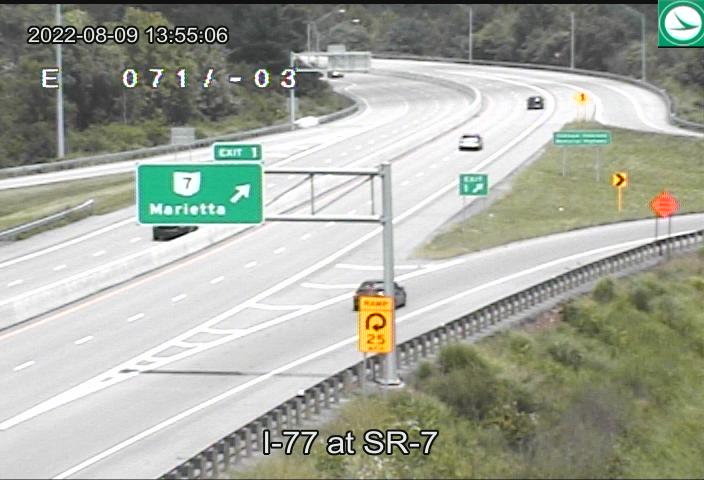 2022-08-09 13:55:06
E 071/-03
EXIT 1
7
Marietta
EXIT
1
RAMP
25
I-77 at SR-7